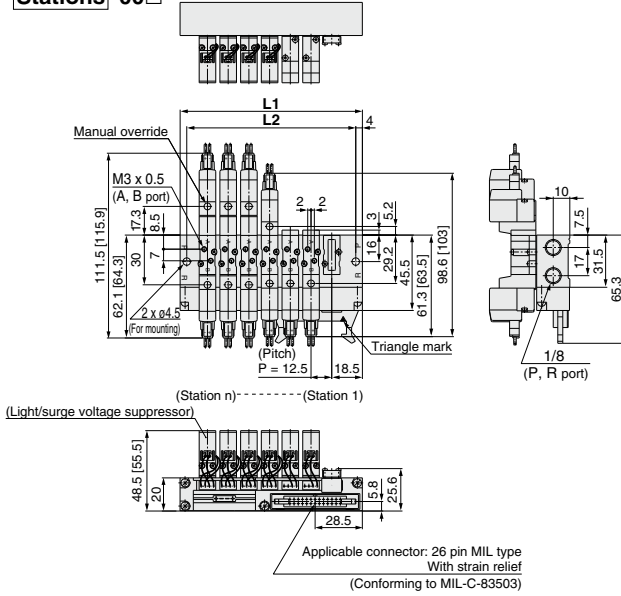 Stations
L1
L2
4
Manual override
M3 x 0.5
(A, B port)
2
2
3
5.2
10
7.5
111.5 [115.9]
17.3
8.5
62.1 [64.3]
30
7
16
29.2
45.5
61.3 [63.5]
98.6 [103]
17
31.5
65.3
2 x ø4.5
(For mounting)
(Pitch)
P = 12.5
18.5
Triangle mark
1/8
(P, R port)
(Station n)
(Station 1)
(Light/surge voltage suppressor)
48.5 [55.5]
20
5.8
25.6
28.5
Applicable connector: 26 pin MIL type
With strain relief
(Conforming to MIL-C-83503)